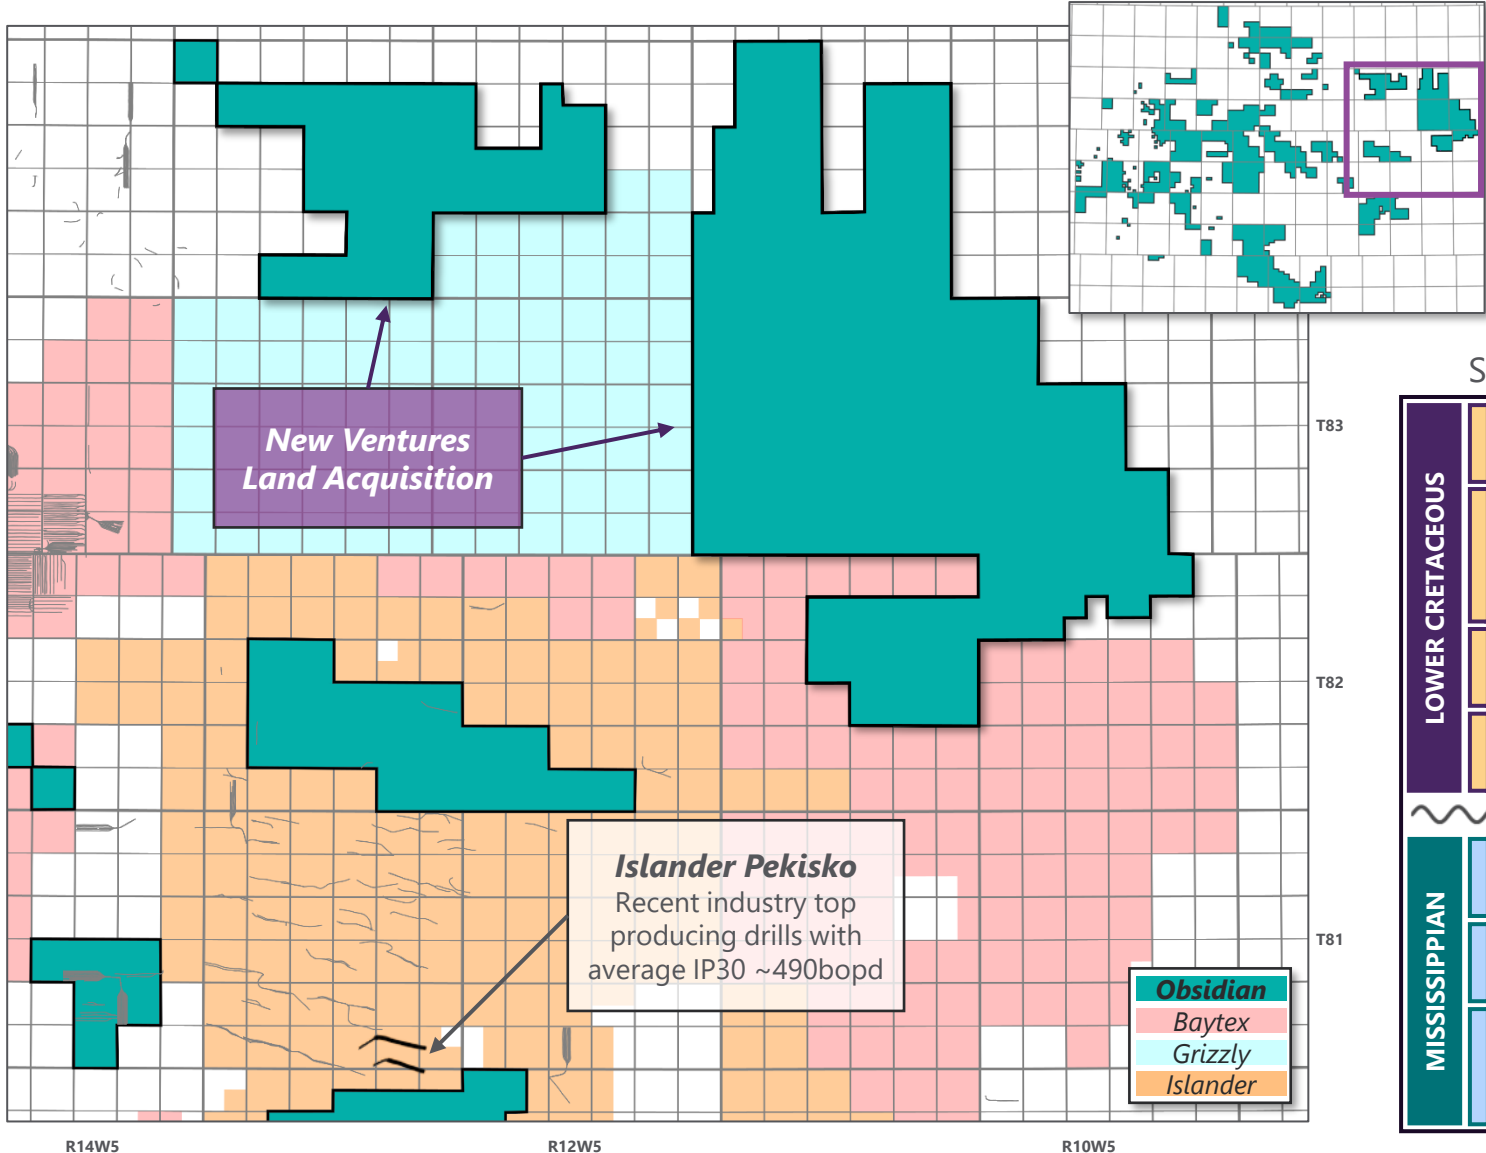 S
New Ventures
Land Acquisition
T83
LOWER CRETACEOUS
T82
Islander Pekisko
Recent industry top
producing drills with
average IP30 ~490bopd
T81
MISSISSIPPIAN
Obsidian
Baytex
Grizzly
Islander
R14W5
R12W5
R10W5